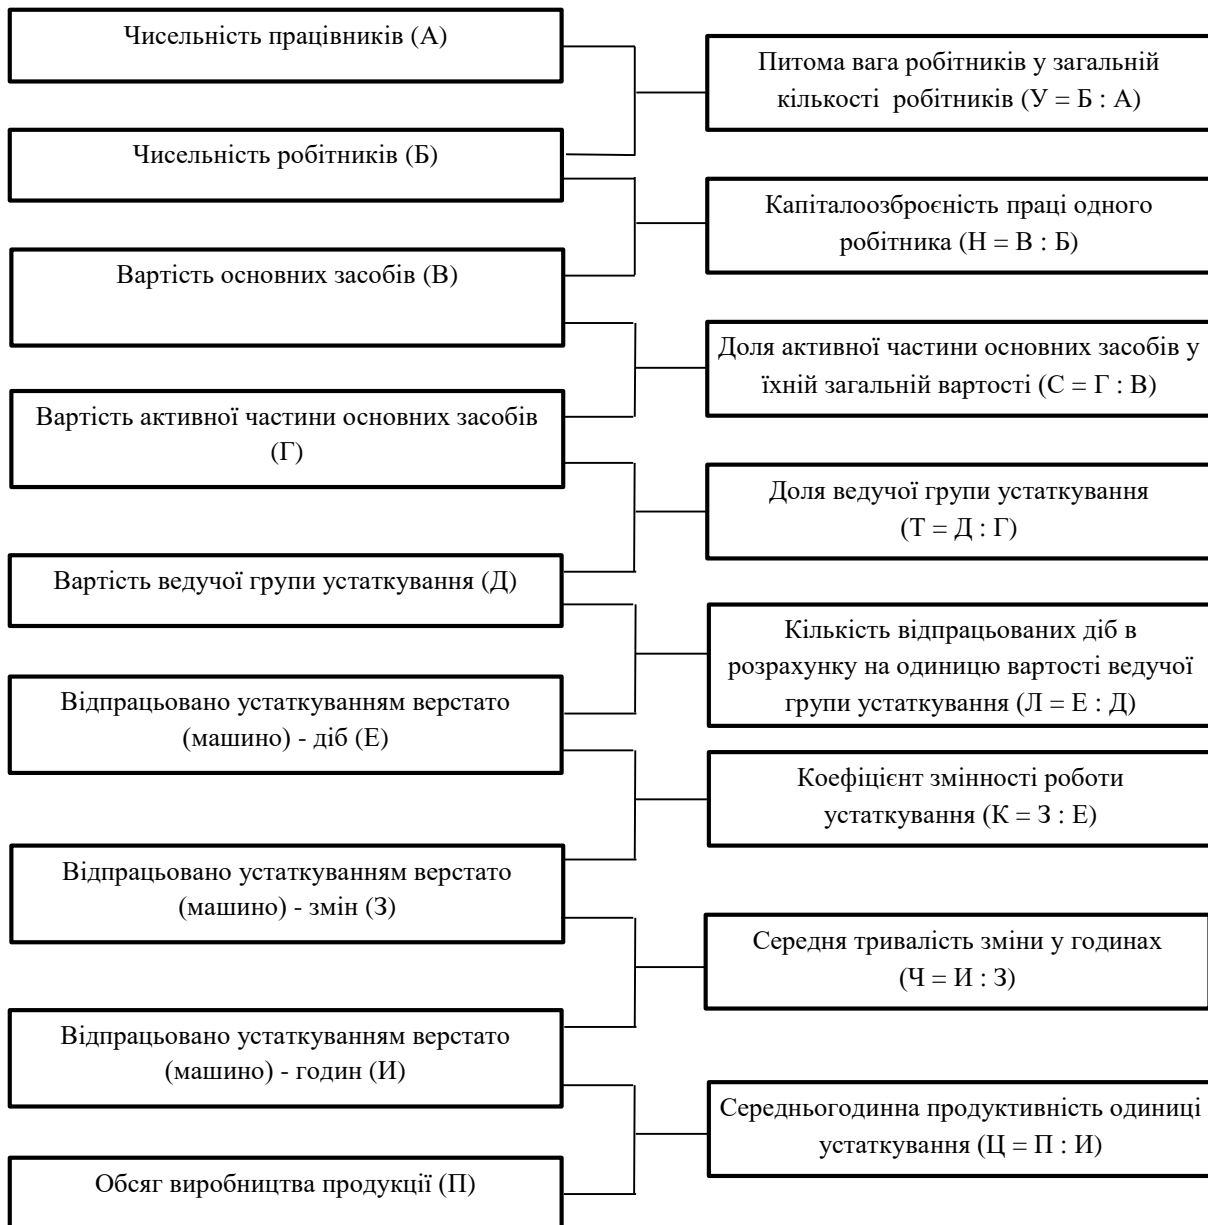 Чисельність працівників (А)
Питома вага робітників у загальній
кількості робітників (У = Б : А)
Чисельність робітників (Б)
Капіталоозброєність праці одного
робітника (Н = В : Б)
Вартість основних засобів (В)
Доля активної частини основних засобів у
їхній загальній вартості (С = Г : В)
Вартість активної частини основних засобів
(Г)
Доля ведучої групи устаткування
(Т = Д : Г)
Вартість ведучої групи устаткування (Д)
Кількість відпрацьованих діб в
розрахунку на одиницю вартості ведучої
групи устаткування (Л = Е : Д)
Відпрацьовано устаткуванням верстато
(машино) - діб (Е)
Коефіцієнт змінності роботи
устаткування (К = З : Е)
Відпрацьовано устаткуванням верстато
(машино) - змін (З)
Середня тривалість зміни у годинах
(Ч = И : З)
Відпрацьовано устаткуванням верстато
(машино) - годин (И)
Середньогодинна продуктивність одиниці
устаткування (Ц = П : И)
Обсяг виробництва продукції (П)